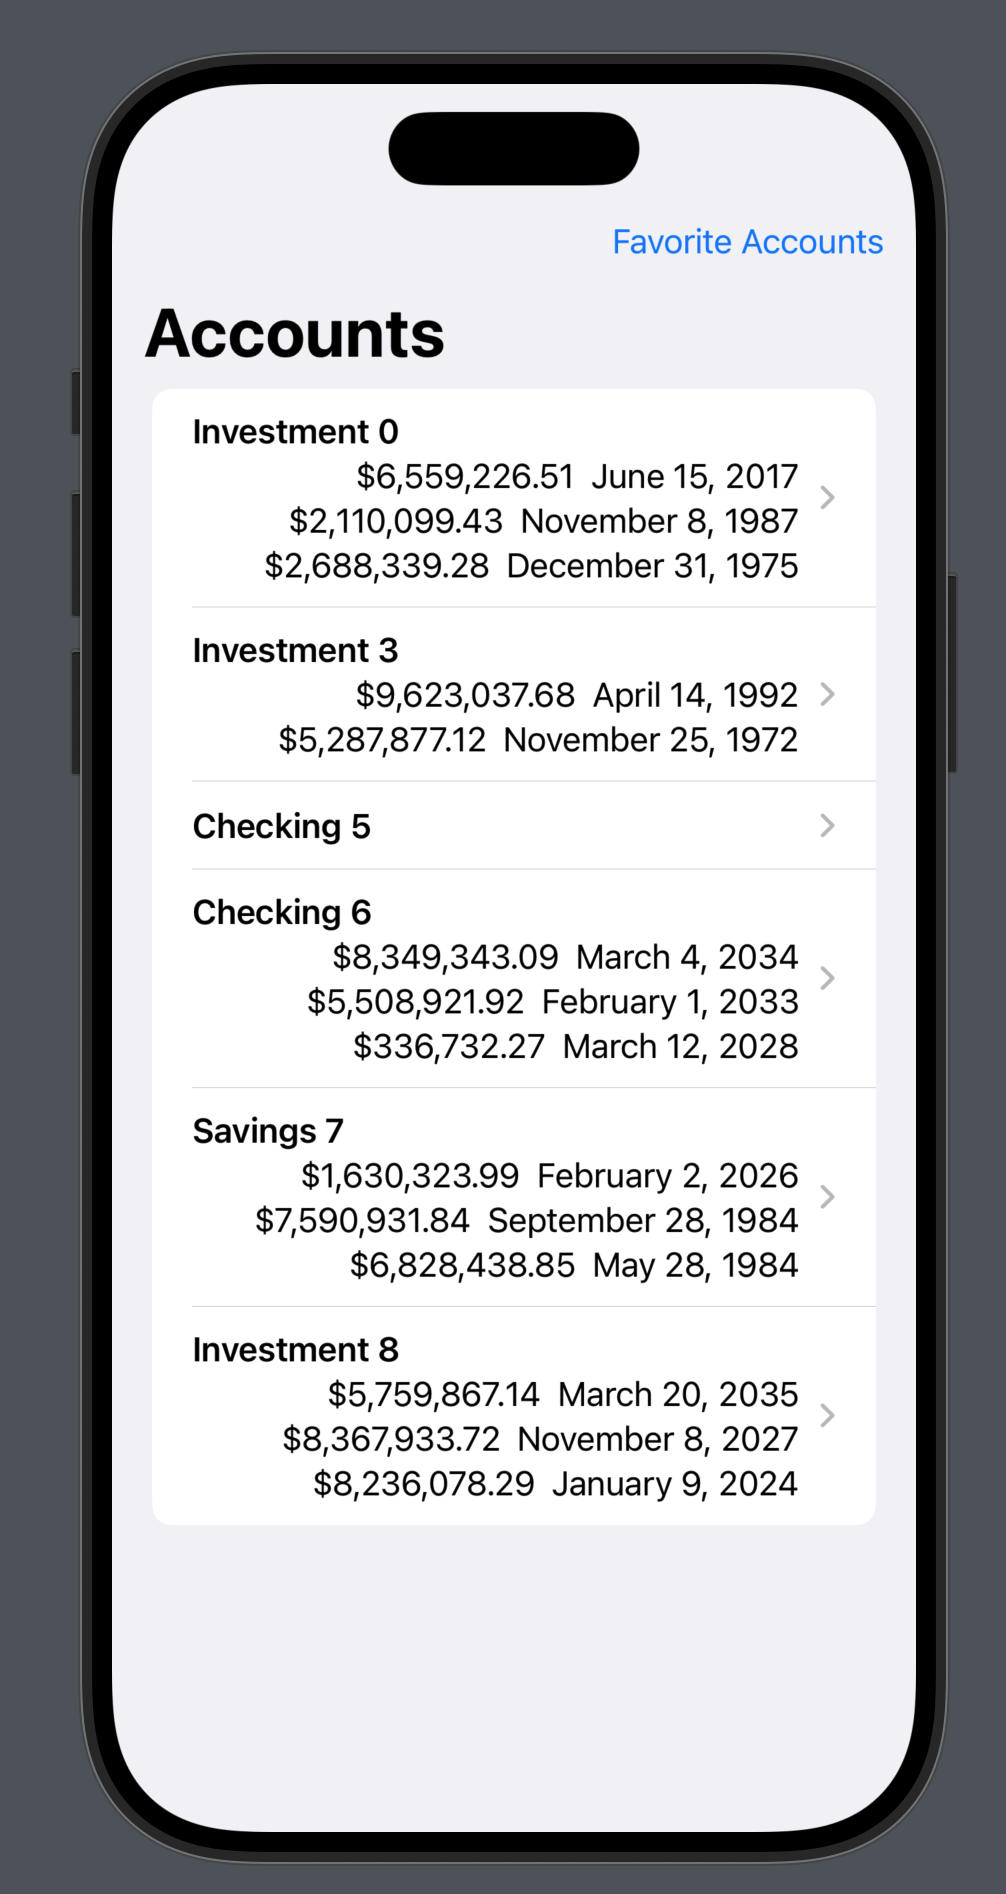 Favorite Accounts
Accounts
Investment 0
$6,559,226.51 June 15, 2017
$2,110,099.43 November 8, 1987
$2,688,339.28 December 31, 1975
Investment 3
$9,623,037.68 April 14, 1992
$5,287,877.12 November 25, 1972
Checking 5
Checking 6
$8,349,343.09 March 4, 2034
$5,508,921.92 February 1, 2033
$336,732.27 March 12, 2028
Savings 7
$1,630,323.99 February 2, 2026
$7,590,931.84 September 28, 1984
$6,828,438.85 May 28, 1984
Investment 8
$5,759,867.14 March 20, 2035
$8,367,933.72 November 8, 2027
$8,236,078.29 January 9, 2024